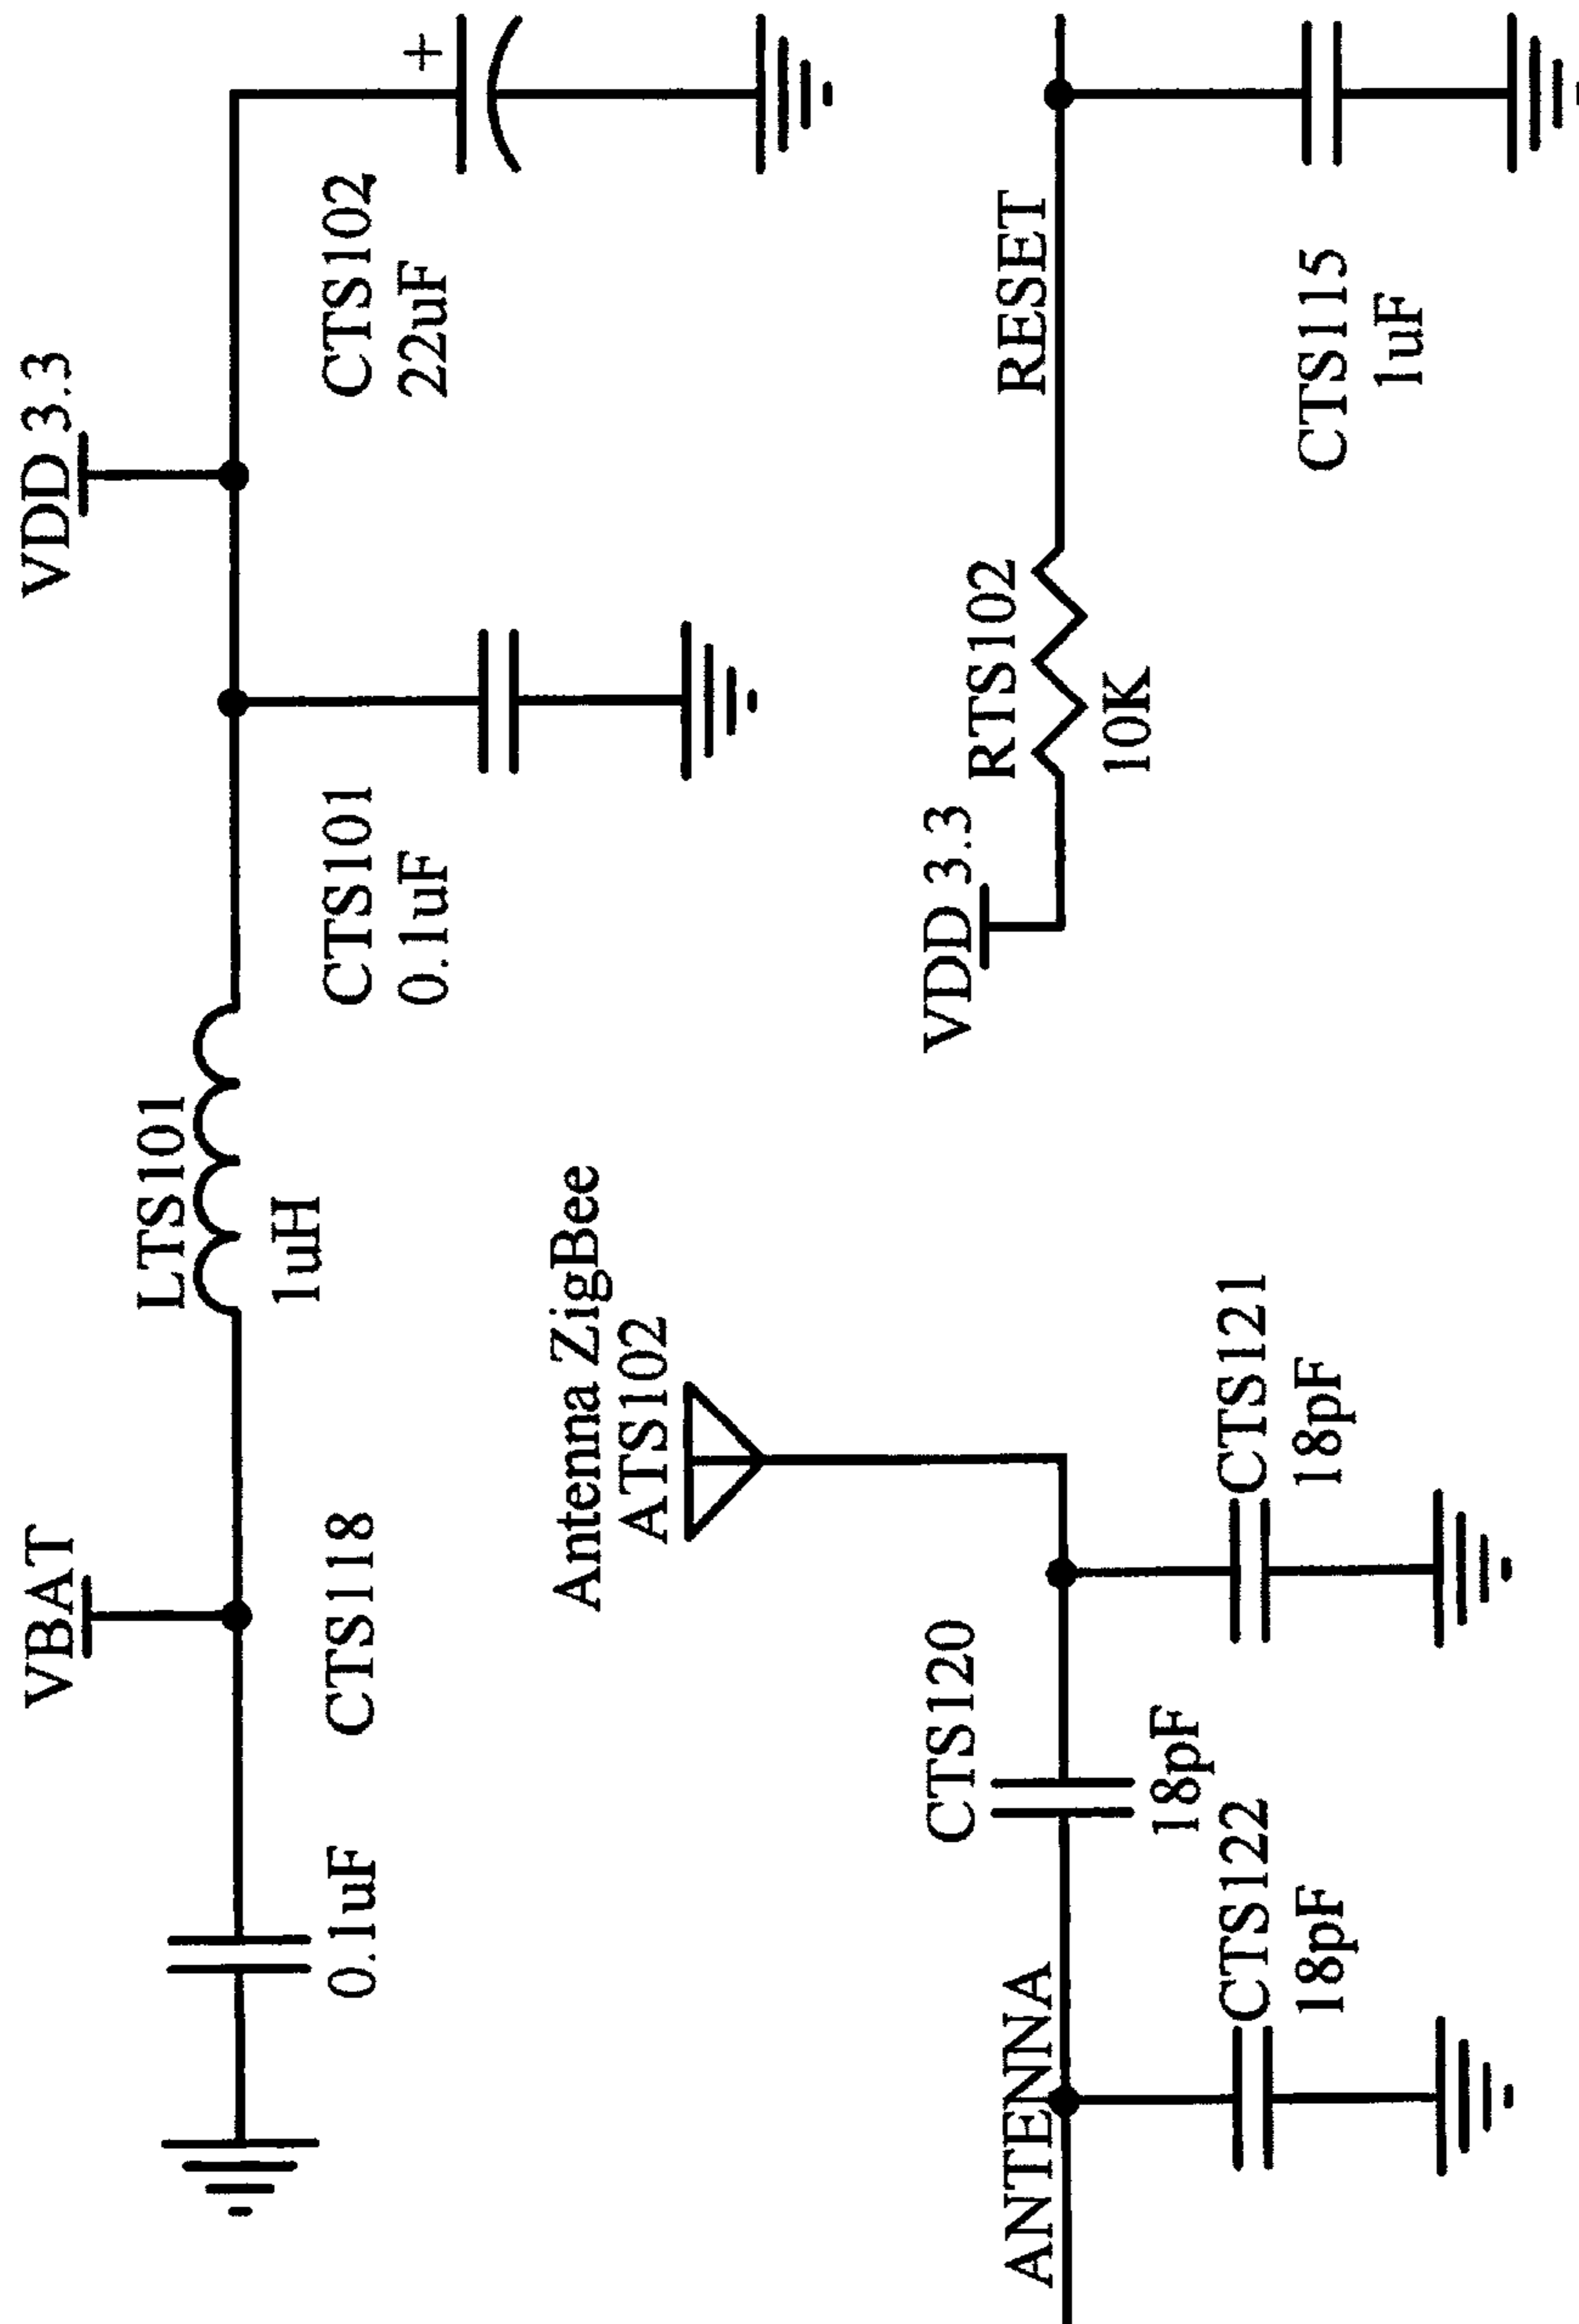 VBAT
LTS101
1uH
VDD 3.3
0.1uF
CTS118
CTS101
0.1uF
CTS102
22uF
+
Antenna ZigBee
ATS102
ANTENNA
CTS120
18pF
CTS122
18pF
CTS121
18pF
VDD 3.3
RTS102
10K
RESET
CTS115
1uF